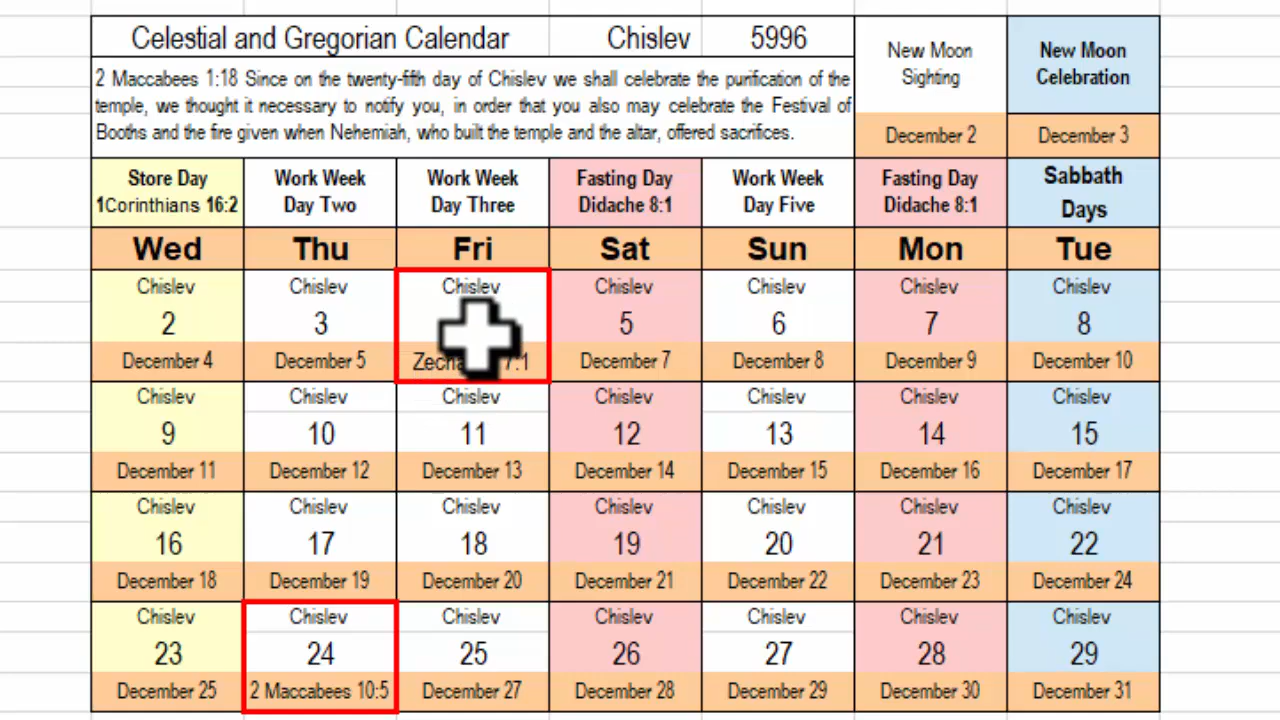 Celestial and Gregorian Calendar Chislev 5996
New Moon Sighting
New Moon Celebration
2 Maccabees 1:18 Since on the twenty-fifth day of Chislev we shall celebrate the purification of the
temple, we thought it necessary to notify you, in order that you also may celebrate the Festival of
Booths and the fire given when Nehemiah, who built the temple and the altar, offered sacrifices.
December 2 December 3
Store Day Work Week Work Week Fasting Day Work Week Fasting Day Sabbath
1Corinthians 16:2 Day Two Day Three Didache 8:1 Day Five Didache 8:1 Days
Wed Thu Fri Sat Sun Mon Tue
Chislev Chislev Chislev Chislev Chislev Chislev Chislev
2 3 5 6 7 8
December 4 December 5 7:1 December 7 December 8 December 9 December 10
Chislev Chislev Chislev Chislev Chislev Chislev Chislev
9 10 11 12 13 14 15
December 11 December 12 December 13 December 14 December 15 December 16 December 17
Chislev Chislev Chislev Chislev Chislev Chislev Chislev
16 17 18 19 20 21 22
December 18 December 19 December 20 December 21 December 22 December 23 December 24
Chislev Chislev Chislev Chislev Chislev Chislev Chislev
23 24 25 26 27 28 29
December 25 2 Maccabees 10:5 December 27 December 28 December 29 December 30 December 31